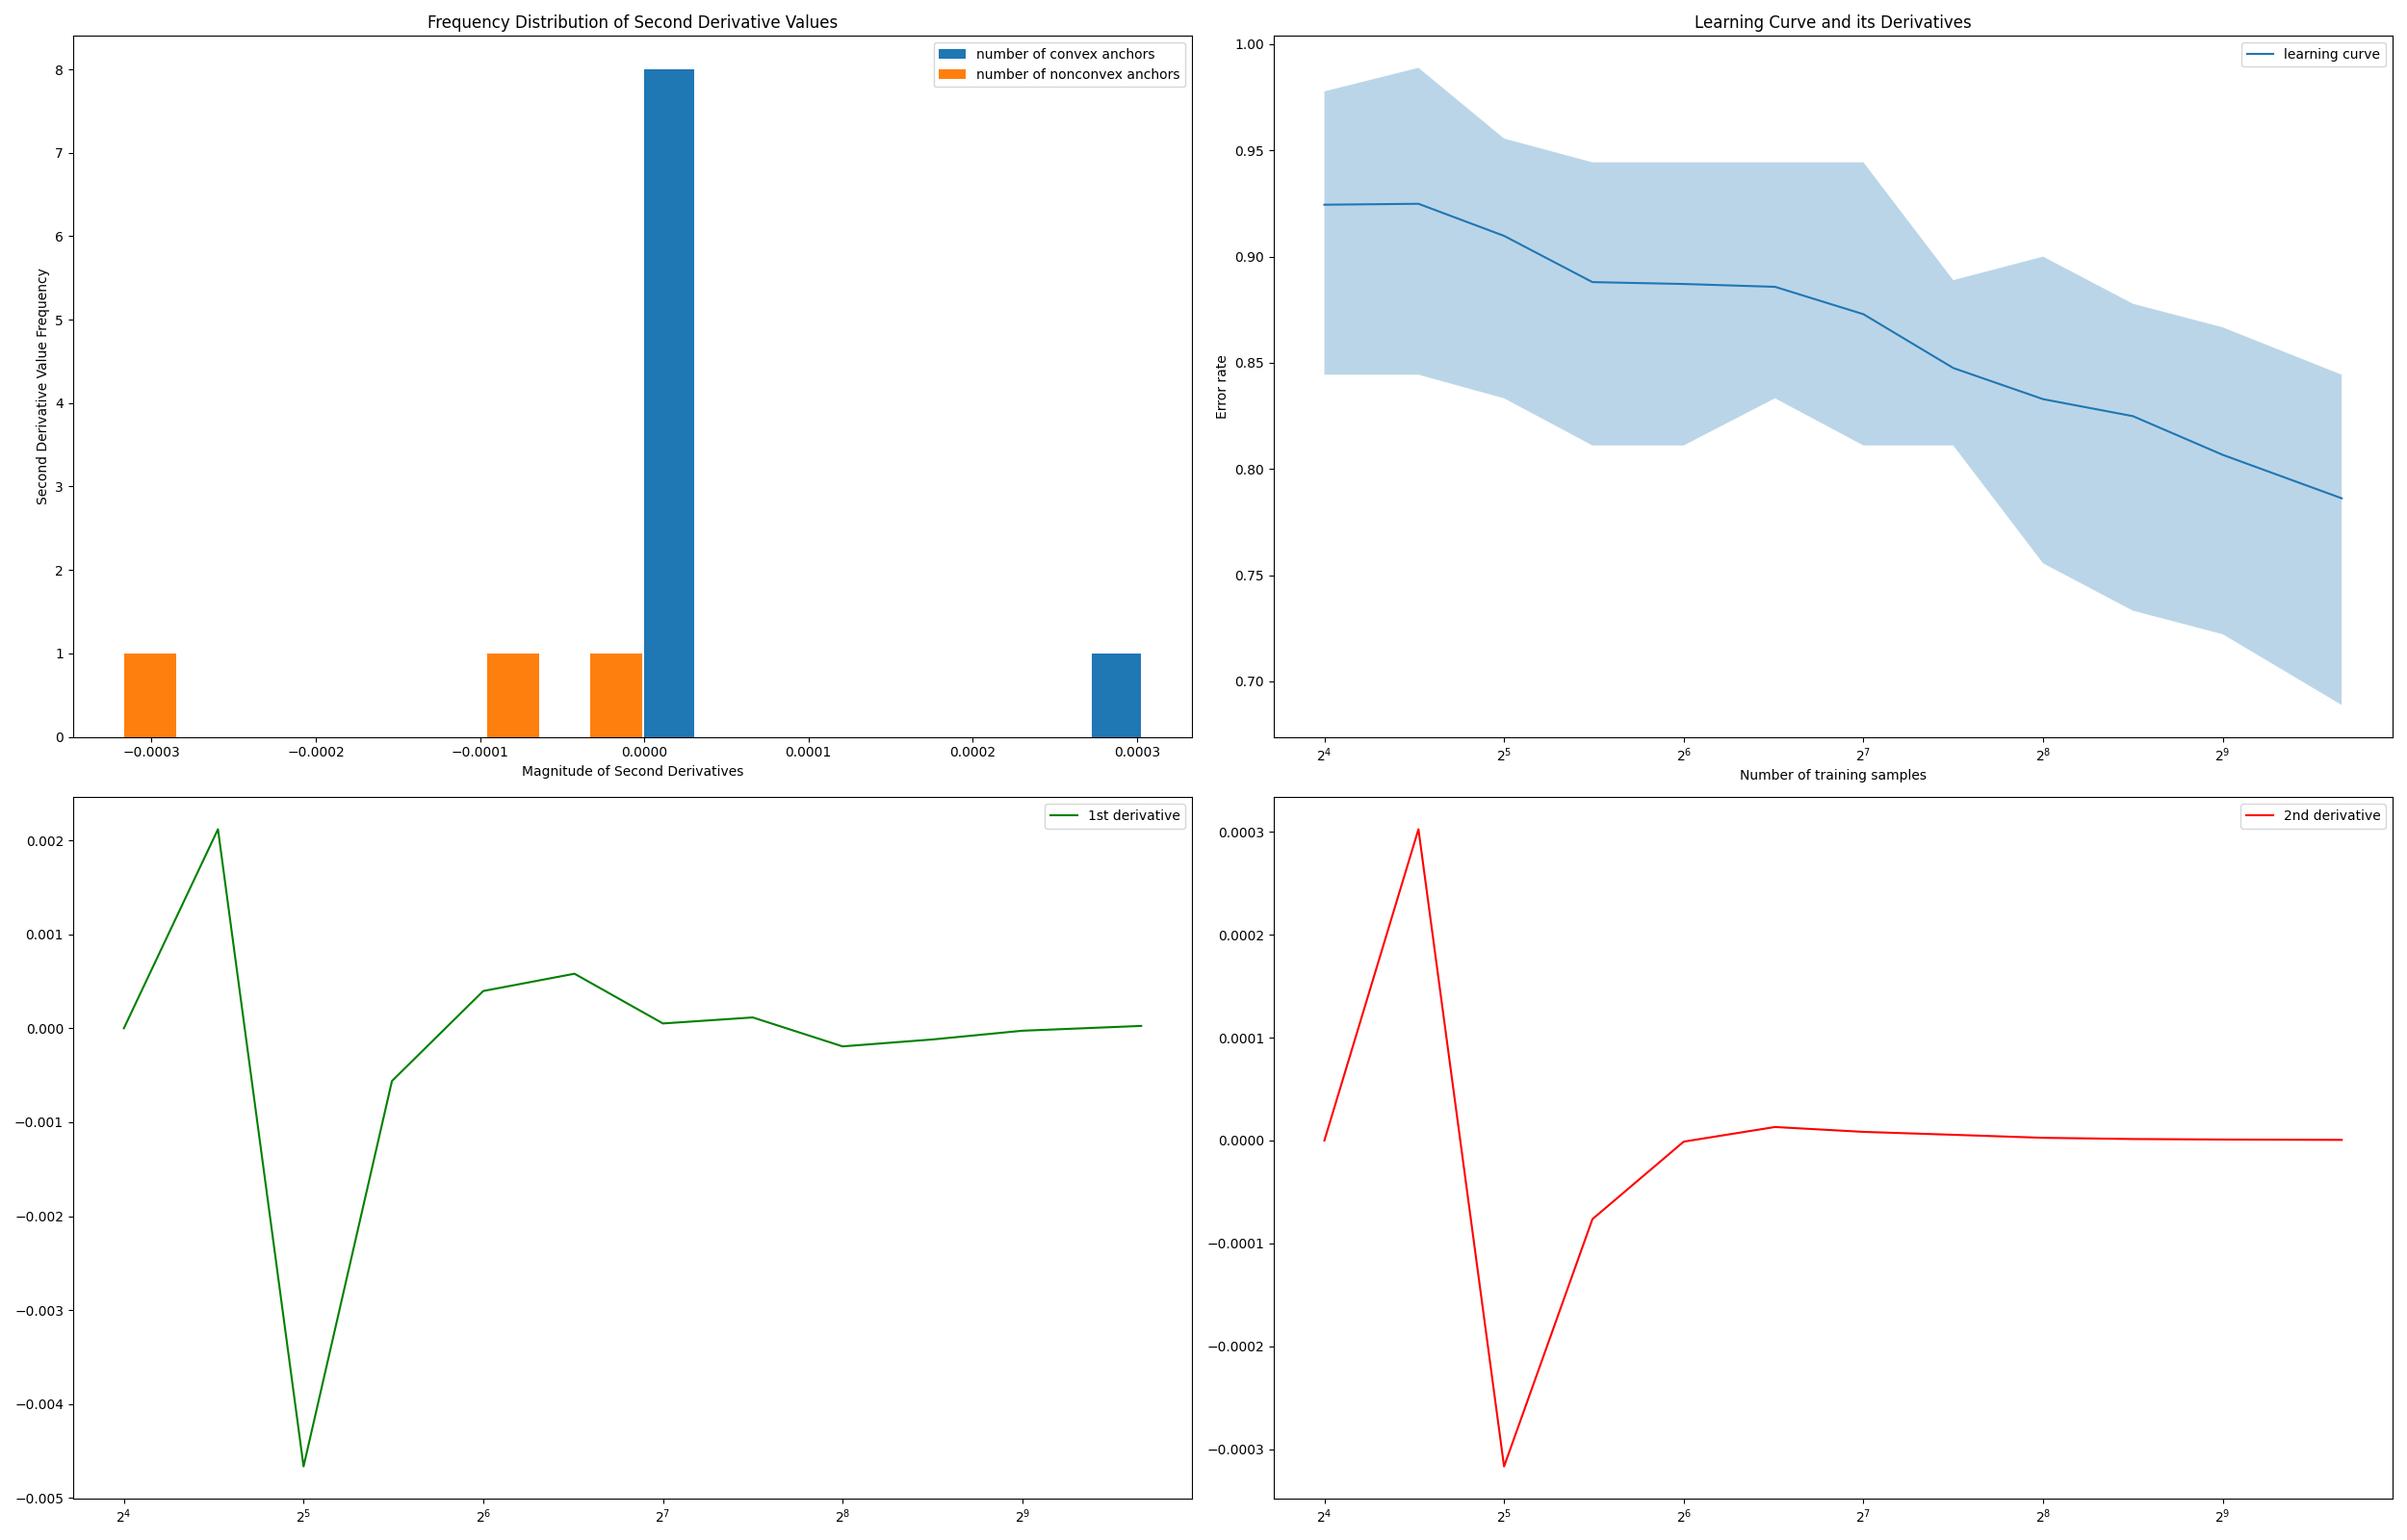 Frequency Distribution of Second Derivative Values
number of convex anchors
number of nonconvex anchors
8
7
6
5
4
3
2
1
0
Second Derivative Value Frequency
−0.0003 −0.0002 −0.0001 0.0000 0.0001 0.0002 0.0003
Magnitude of Second Derivatives
Learning Curve and its Derivatives
learning curve
1.00
0.95
0.90
0.85
0.80
0.75
0.70
Error rate
2⁴ 2⁵ 2⁶ 2⁷ 2⁸ 2⁹
Number of training samples
1st derivative
0.002
0.001
0.000
−0.001
−0.002
−0.003
−0.004
−0.005
2⁴ 2⁵ 2⁶ 2⁷ 2⁸ 2⁹
2nd derivative
0.0003
0.0002
0.0001
0.0000
−0.0001
−0.0002
−0.0003
2⁴ 2⁵ 2⁶ 2⁷ 2⁸ 2⁹